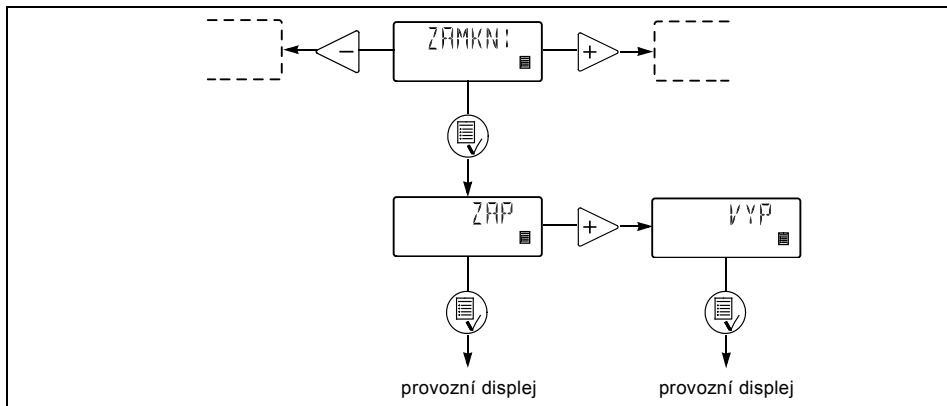 ZAMKNI
ZAP
VYP
provozní displej
provozní displej